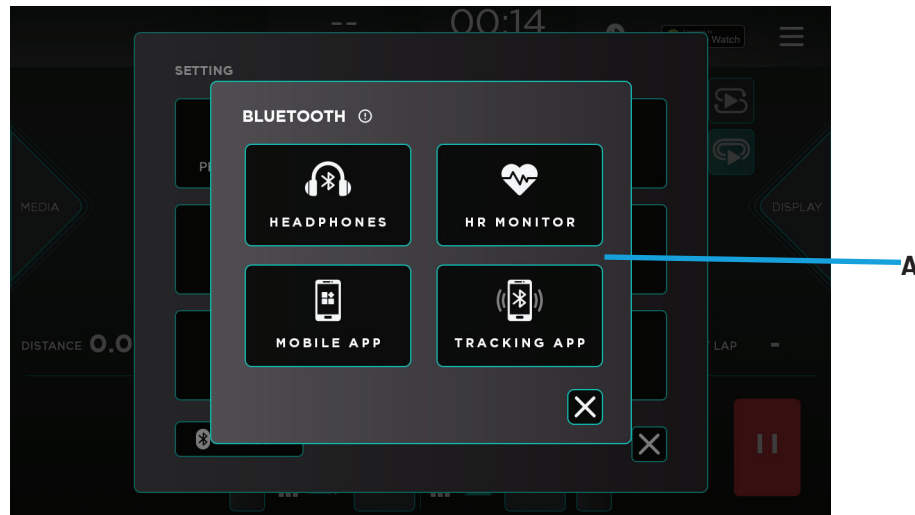 --
00:14
Watch
SETTING
BLUETOOTH
HEADPHONES
HR MONITOR
MEDIA
DISPLAY
A
MOBILE APP
TRACKING APP
DISTANCE 0.0
LAP -